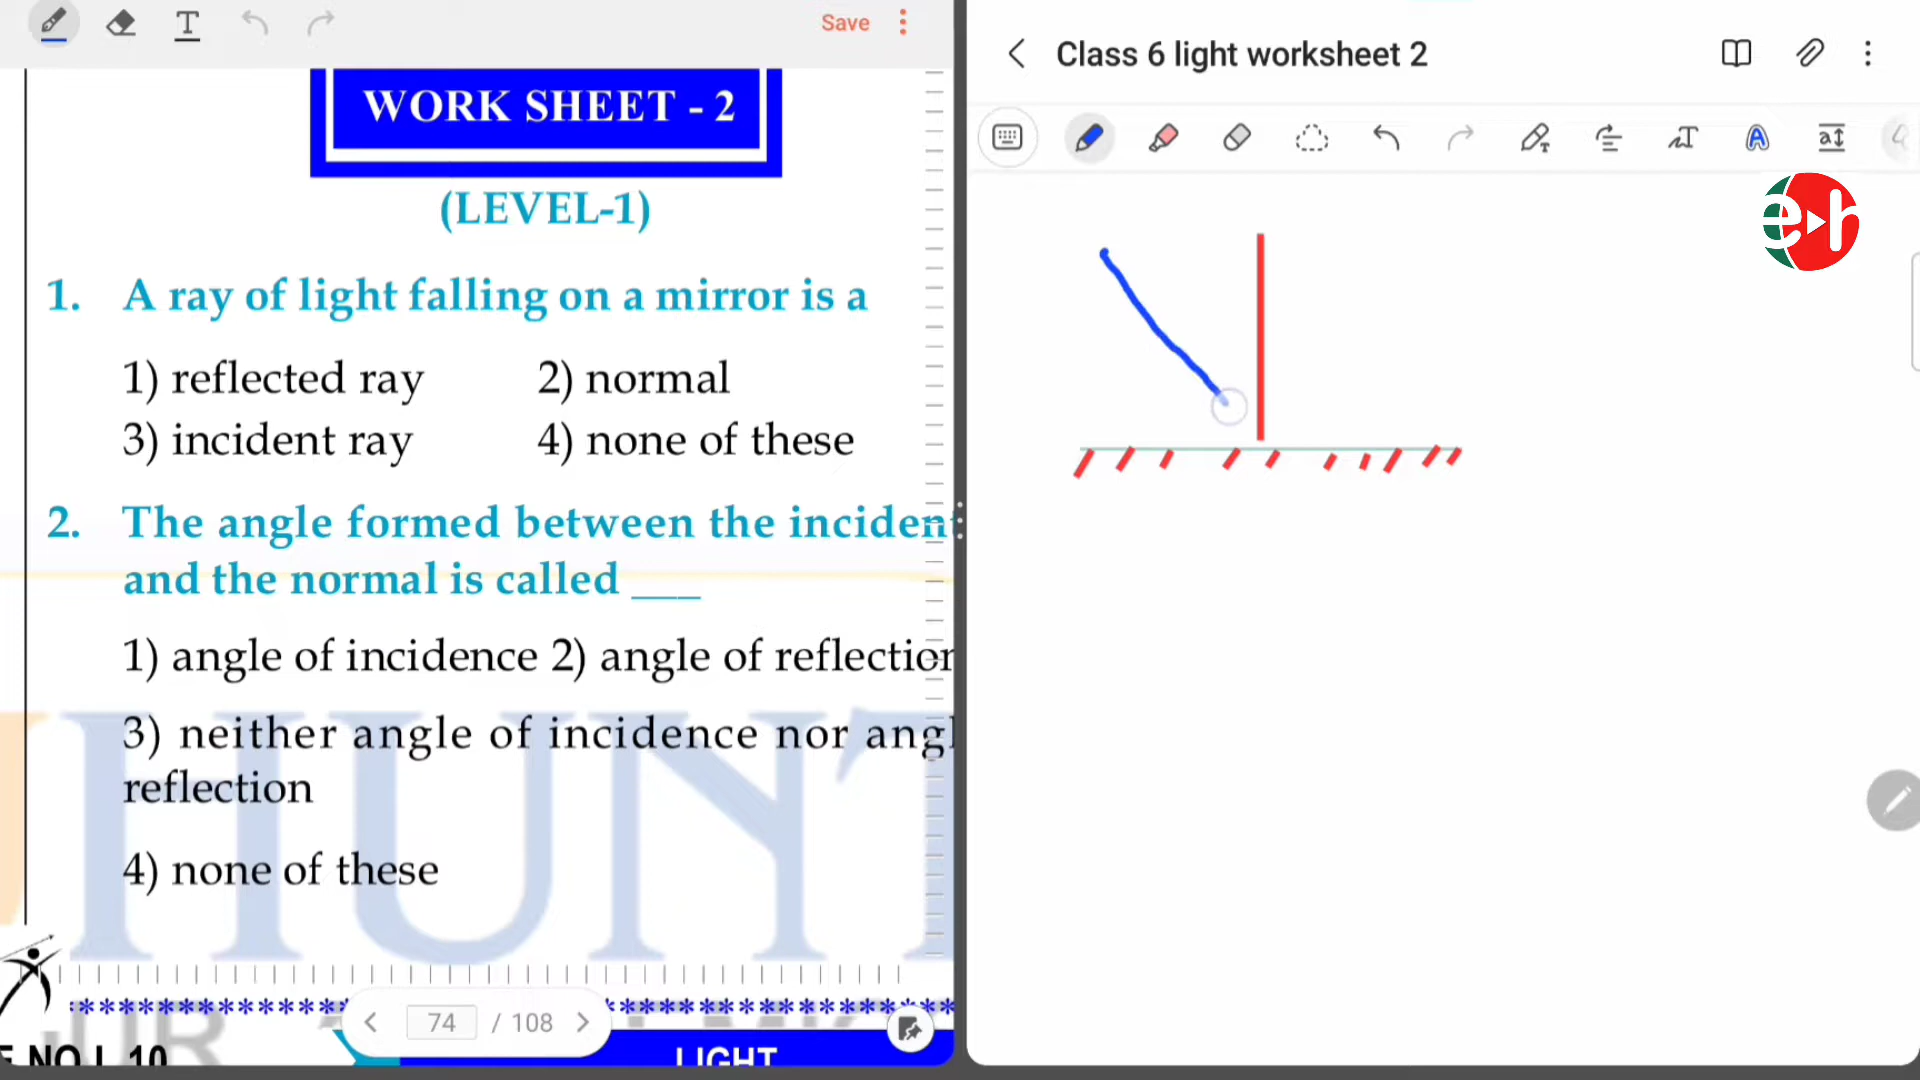 Save
WORK SHEET - 2
(LEVEL-1)
1. A ray of light falling on a mirror is a
1) reflected ray 2) normal
3) incident ray 4) none of these
2. The angle formed between the inciden
and the normal is called ___
1) angle of incidence 2) angle of reflection
3) neither angle of incidence nor angl
reflection
4) none of these
HUNT
74 / 108
LIGHT
Class 6 light worksheet 2